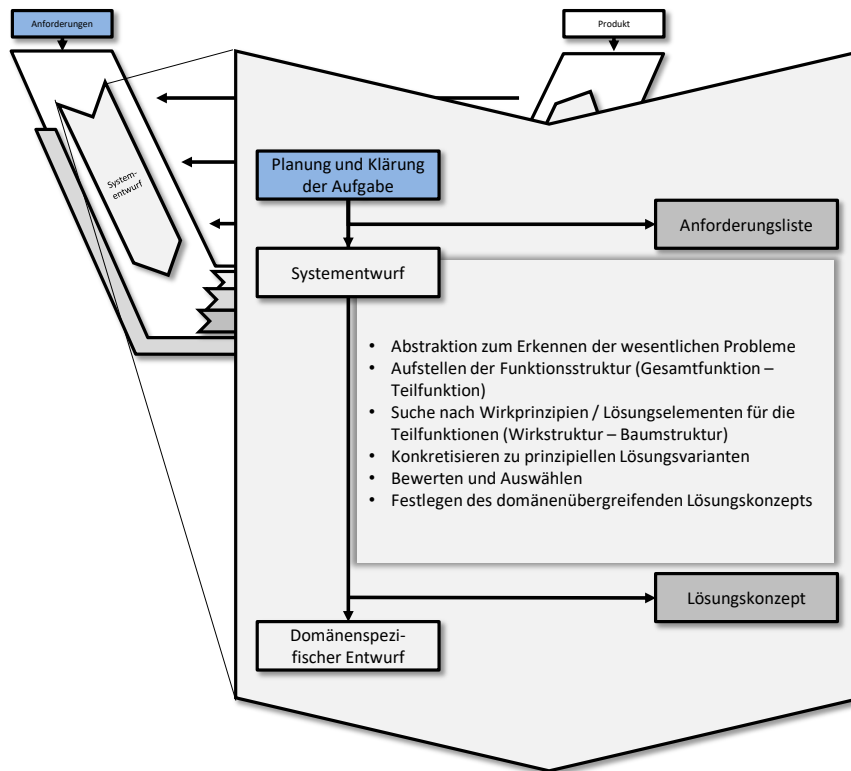 Anforderungen
Produkt
System-
entwurf
Planung und Klärung
der Aufgabe
Anforderungsliste
Systementwurf
• Abstraktion zum Erkennen der wesentlichen Probleme
• Aufstellen der Funktionsstruktur (Gesamtfunktion –
Teilfunktion)
• Suche nach Wirkprinzipien / Lösungselementen für die
Teilfunktionen (Wirkstruktur – Baumstruktur)
• Konkretisieren zu prinzipiellen Lösungsvarianten
• Bewerten und Auswählen
• Festlegen des domänenübergreifenden Lösungskonzepts
Lösungskonzept
Domänenspezi-
fischer Entwurf